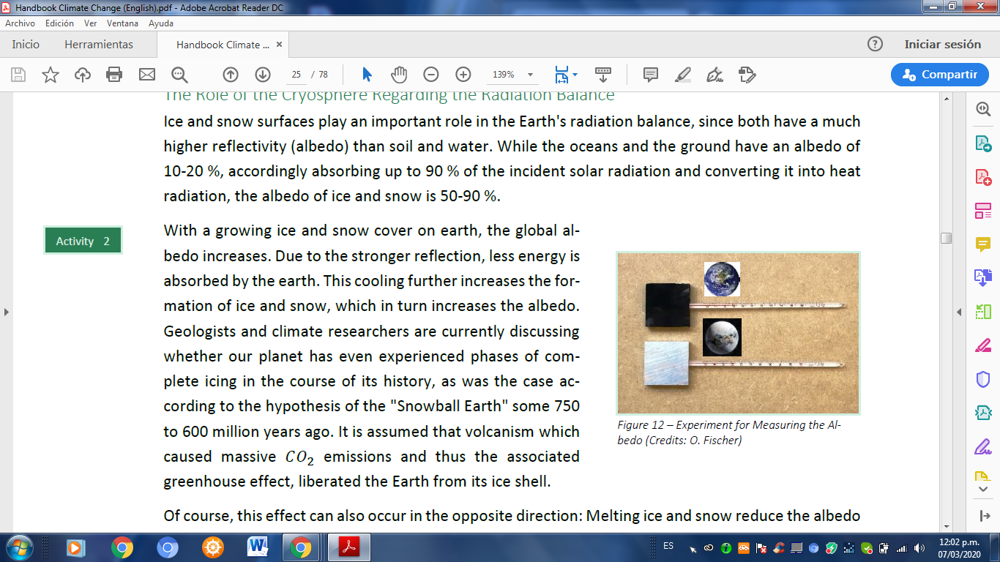 Handbook Climate Change (English).pdf - Adobe Acrobat Reader DC
Archivo Edición Ver Ventana Ayuda
Inicio Herramientas Handbook Climate ... × Iniciar sesión
25 / 78 139% Compartir
The Role of the Cryosphere Regarding the Radiation Balance
Ice and snow surfaces play an important role in the Earth's radiation balance, since both have a much
higher reflectivity (albedo) than soil and water. While the oceans and the ground have an albedo of
10-20 %, accordingly absorbing up to 90 % of the incident solar radiation and converting it into heat
radiation, the albedo of ice and snow is 50-90 %.
Activity 2
With a growing ice and snow cover on earth, the global al-
bedo increases. Due to the stronger reflection, less energy is
absorbed by the earth. This cooling further increases the for-
mation of ice and snow, which in turn increases the albedo.
Geologists and climate researchers are currently discussing
whether our planet has even experienced phases of com-
plete icing in the course of its history, as was the case ac-
cording to the hypothesis of the "Snowball Earth" some 750
to 600 million years ago. It is assumed that volcanism which
caused massive CO₂ emissions and thus the associated
greenhouse effect, liberated the Earth from its ice shell.
Figure 12 – Experiment for Measuring the Al-
bedo (Credits: O. Fischer)
Of course, this effect can also occur in the opposite direction: Melting ice and snow reduce the albedo
ES
12:02 p.m.
07/03/2020